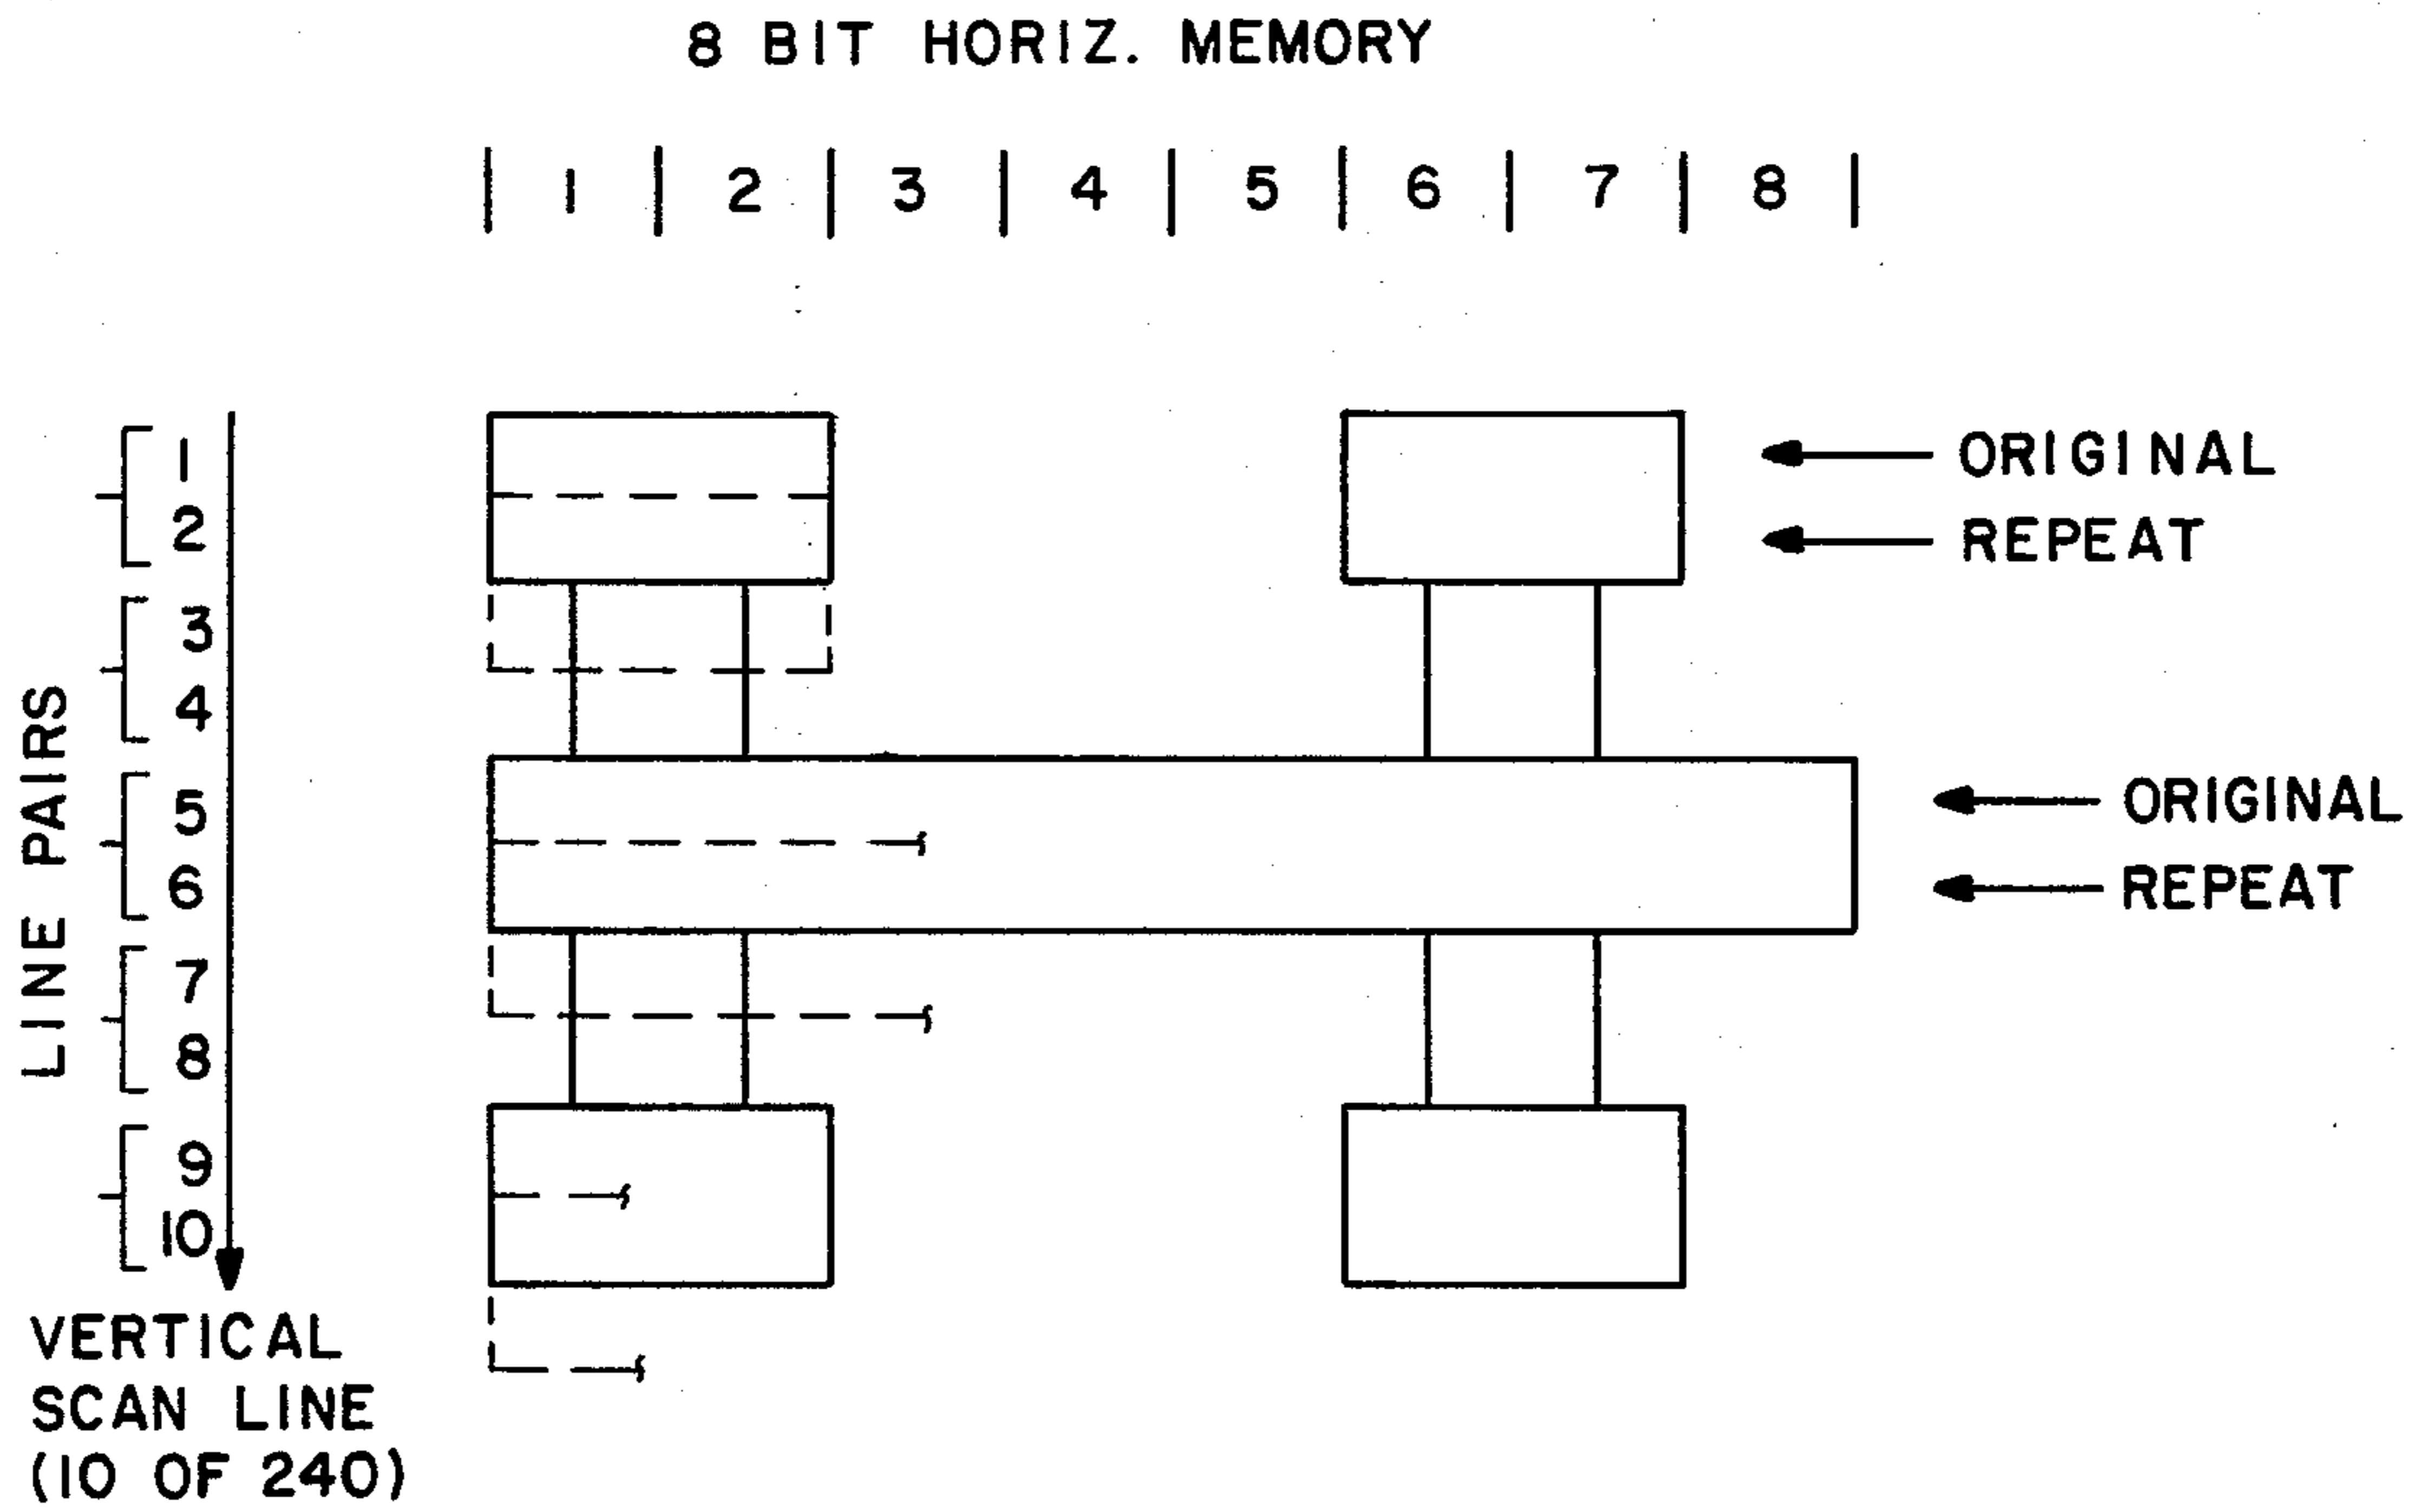 8 BIT HORIZ. MEMORY
1 2 3 4 5 6 7 8
1
ORIGINAL
2
REPEAT
3
4
LINE PAIRS
5
ORIGINAL
6
REPEAT
7
8
9
10
VERTICAL
SCAN LINE
(10 OF 240)